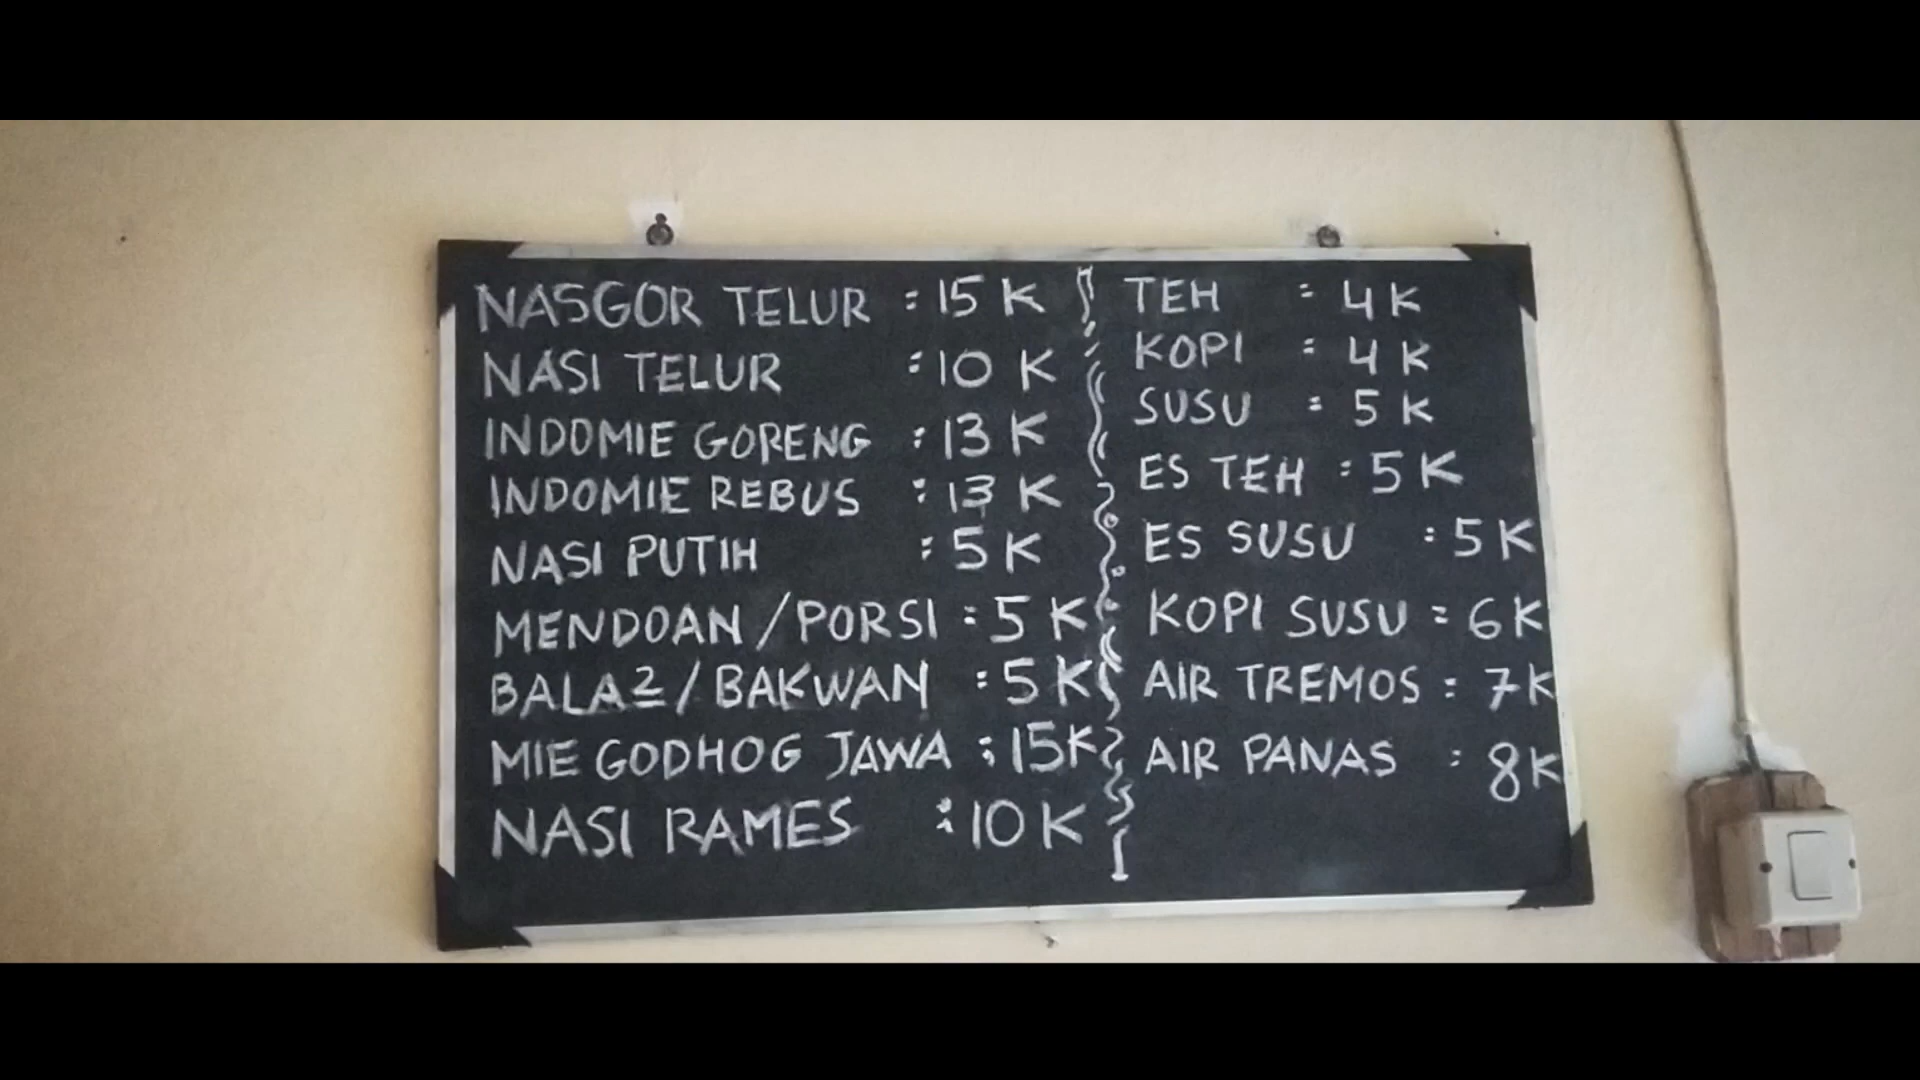 NASGOR TELUR : 15 K
NASI TELUR : 10 K
INDOMIE GORENG : 13 K
INDOMIE REBUS : 13 K
NASI PUTIH : 5 K
MENDOAN / PORSI : 5 K
BALA2 / BAKWAN : 5 K
MIE GODHOG JAWA : 15 K
NASI RAMES : 10 K
TEH : 4 K
KOPI : 4 K
SUSU : 5 K
ES TEH : 5 K
ES SUSU : 5 K
KOPI SUSU : 6 K
AIR TREMOS : 7 K
AIR PANAS : 8 K